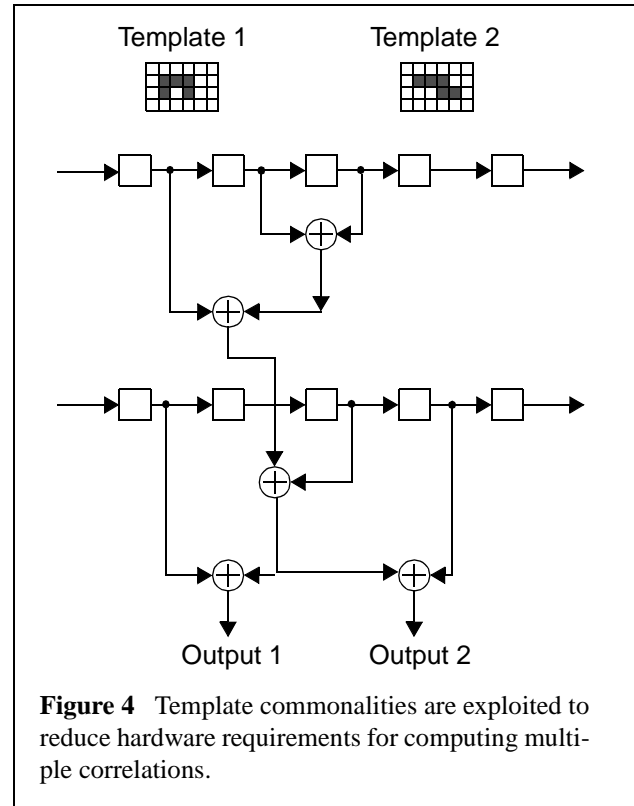 Template 1 Template 2
Output 1 Output 2
Figure 4 Template commonalities are exploited to
reduce hardware requirements for computing multi-
ple correlations.